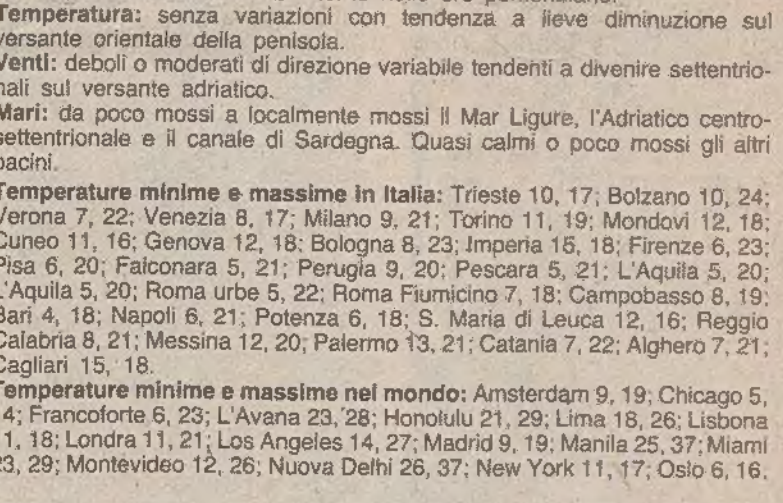 Temperatura: senza variazioni con tendenza a lieve diminuzione sul
versante orientale della penisola.
Venti: deboli o moderati di direzione variabile tendenti a divenire settentrio-
nali sul versante adriatico.
Mari: da poco mossi a localmente mossi il Mar Ligure, l'Adriatico centro-
settentrionale e il canale di Sardegna. Quasi calmi o poco mossi gli altri
bacini.
Temperature minime e massime in Italia: Trieste 10, 17; Bolzano 10, 24;
Verona 7, 22; Venezia 8, 17; Milano 9, 21; Torino 11, 19; Mondovì 12, 18;
Cuneo 11, 16; Genova 12, 18; Bologna 8, 23; Imperia 15, 18; Firenze 6, 23;
Pisa 6, 20; Falconara 5, 21; Perugia 9, 20; Pescara 5, 21; L'Aquila 5, 20;
L'Aquila 5, 20; Roma urbe 5, 22; Roma Fiumicino 7, 18; Campobasso 8, 19;
Bari 4, 18; Napoli 6, 21; Potenza 6, 18; S. Maria di Leuca 12, 16; Reggio
Calabria 8, 21; Messina 12, 20; Palermo 13, 21; Catania 7, 22; Alghero 7, 21;
Cagliari 15, 18.
Temperature minime e massime nel mondo: Amsterdam 9, 19; Chicago 5,
4; Francoforte 6, 23; L'Avana 23, 28; Honolulu 21, 29; Lima 18, 26; Lisbona
1, 18; Londra 11, 21; Los Angeles 14, 27; Madrid 9, 19; Manila 25, 37; Miami
23, 29; Montevideo 12, 26; Nuova Delhi 26, 37; New York 11, 17; Oslo 6, 16,